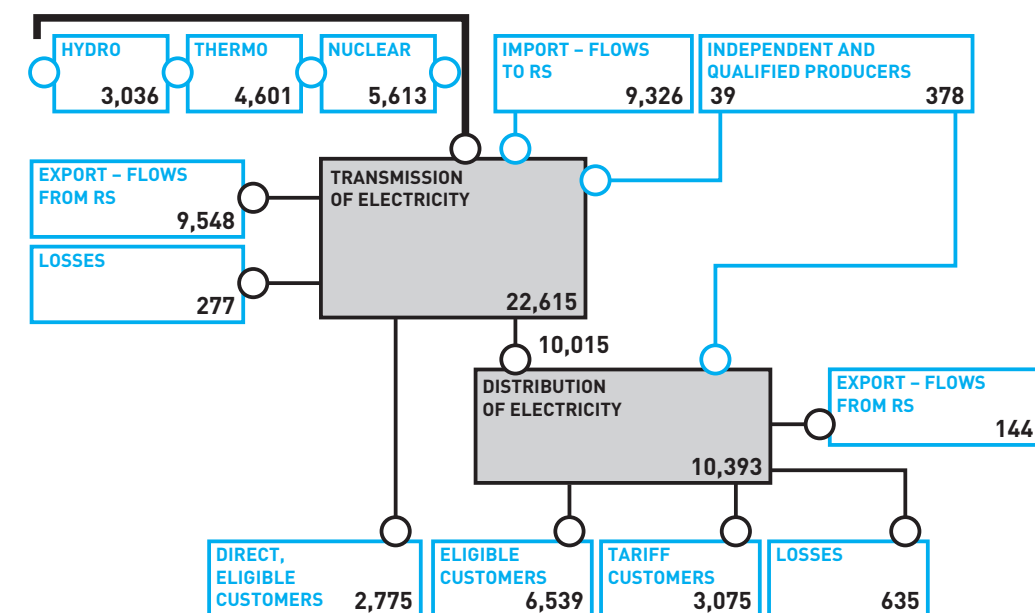 HYDRO
3,036
THERMO
4,601
NUCLEAR
5,613
IMPORT – FLOWS
TO RS
9,326
INDEPENDENT AND
QUALIFIED PRODUCERS
39 378
EXPORT – FLOWS
FROM RS
9,548
LOSSES
277
TRANSMISSION
OF ELECTRICITY
22,615
10,015
DISTRIBUTION
OF ELECTRICITY
10,393
EXPORT – FLOWS
FROM RS
144
DIRECT,
ELIGIBLE
CUSTOMERS 2,775
ELIGIBLE
CUSTOMERS
6,539
TARIFF
CUSTOMERS
3,075
LOSSES
635